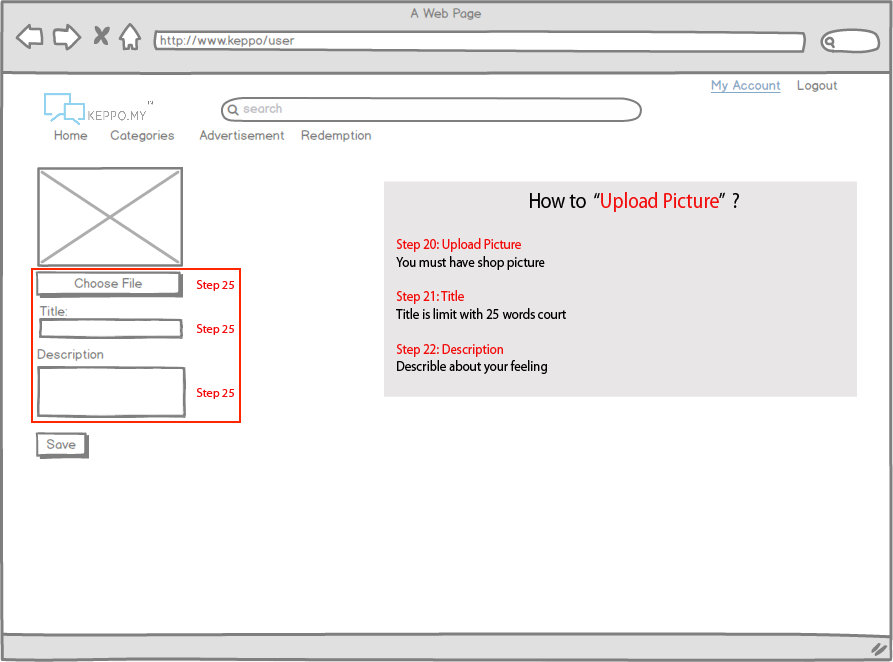 A Web Page
http://www.keppo/user
My Account Logout
KEPPO.MY
search
Home Categories Advertisement Redemption
How to “Upload Picture” ?
Step 20: Upload Picture
You must have shop picture
Step 21: Title
Title is limit with 25 words court
Step 22: Description
Describle about your feeling
Choose File Step 25
Title:
Step 25
Description
Step 25
Save